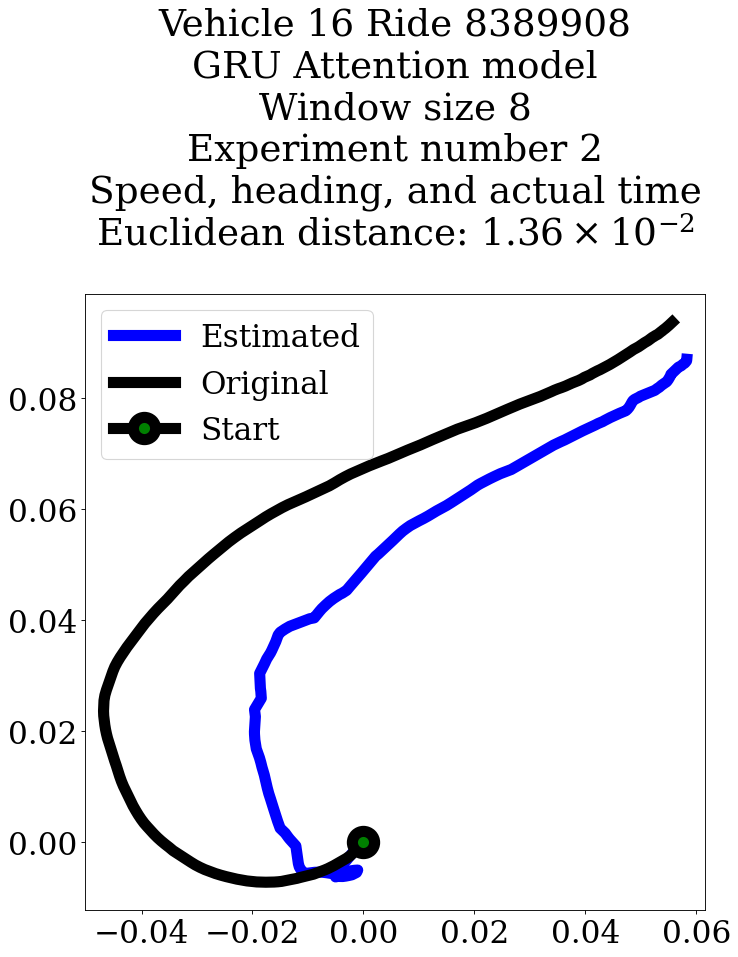 Vehicle 16 Ride 8389908
GRU Attention model
Window size 8
Experiment number 2
Speed, heading, and actual time
Euclidean distance: 1.36 × 10⁻²
Estimated
Original
Start
0.08
0.06
0.04
0.02
0.00
−0.04 −0.02 0.00 0.02 0.04 0.06